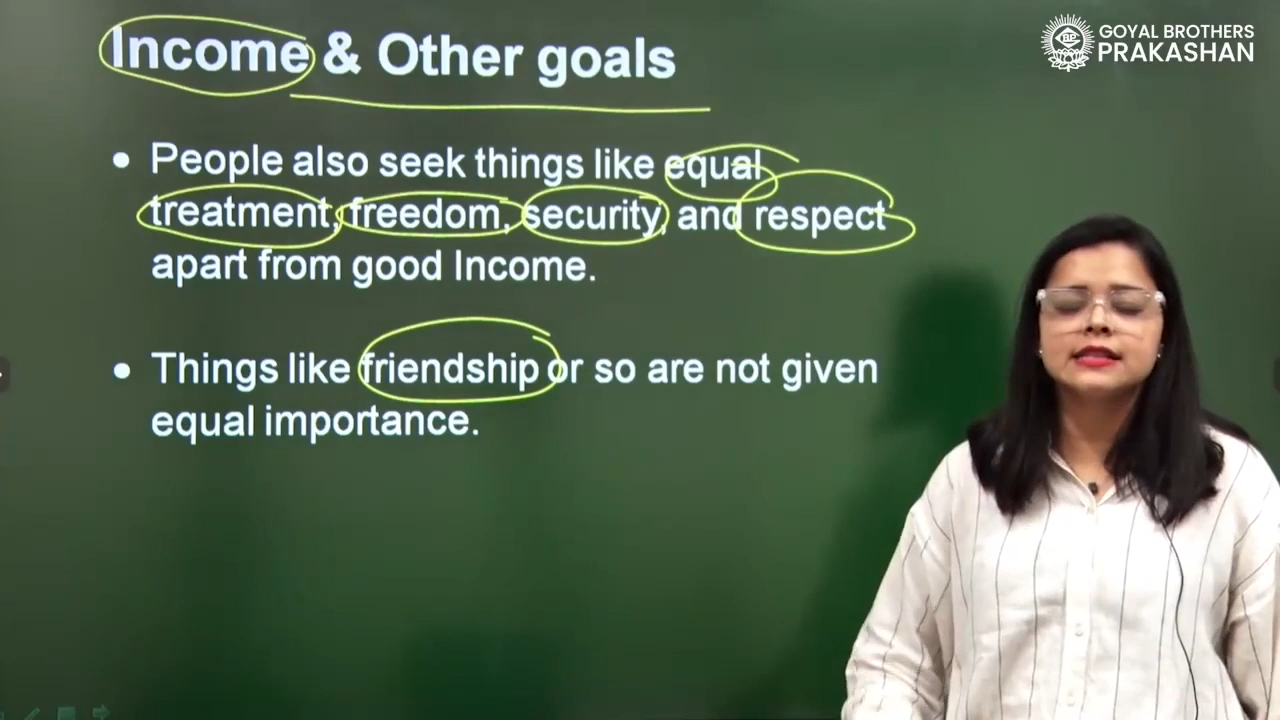 Income & Other goals
GOYAL BROTHERS
PRAKASHAN
• People also seek things like equal
treatment, freedom, security, and respect
apart from good Income.
• Things like friendship or so are not given
equal importance.